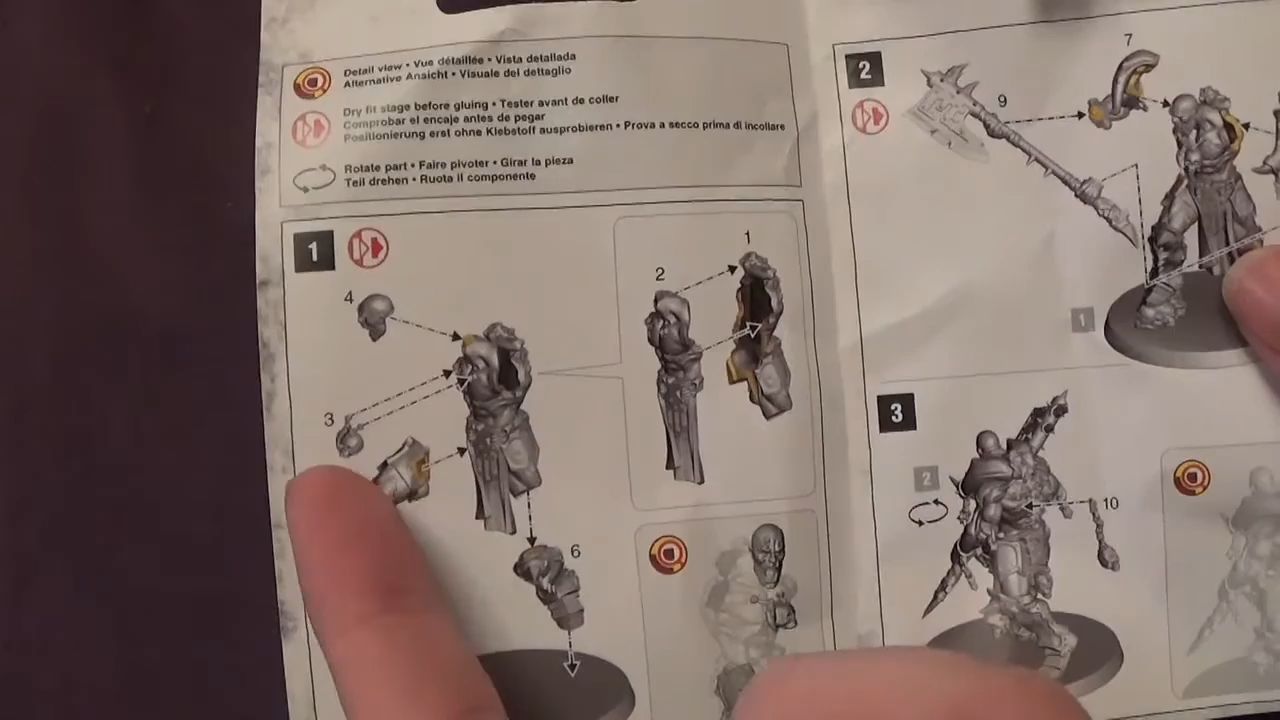 Detail view • Vue détaillée • Vista detallada
Alternative Ansicht • Visuale del dettaglio
Dry fit stage before gluing • Tester avant de coller
Comprobar el encaje antes de pegar
Positionierung erst ohne Klebstoff ausprobieren • Prova a secco prima di incollare
Rotate part • Faire pivoter • Girar la pieza
Teil drehen • Ruota il componente
1
4
3
6
2
1
2
7
9
1
3
2
10